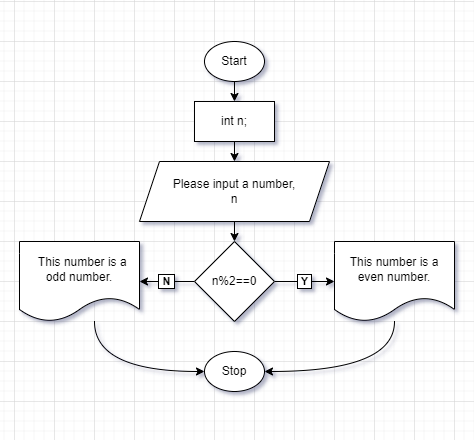 Start
int n;
Please input a number,
n
This number is a
odd number.
N
n%2==0
Y
This number is a
even number.
Stop